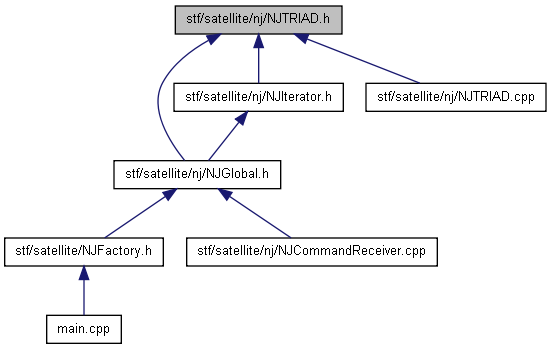 stf/satellite/nj/NJTRIAD.h
stf/satellite/nj/NJIterator.h
stf/satellite/nj/NJTRIAD.cpp
stf/satellite/nj/NJGlobal.h
stf/satellite/NJFactory.h
stf/satellite/nj/NJCommandReceiver.cpp
main.cpp